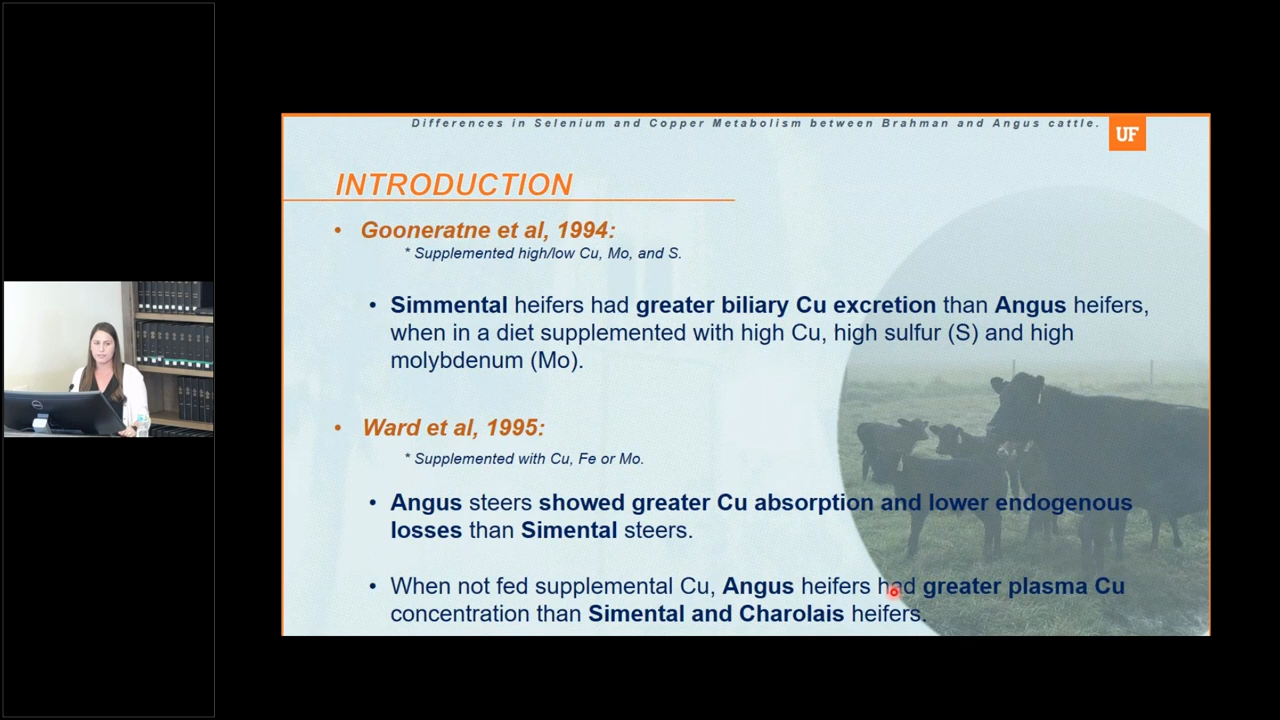 Differences in Selenium and Copper Metabolism between Brahman and Angus cattle.
UF
INTRODUCTION
• Gooneratne et al, 1994:
* Supplemented high/low Cu, Mo, and S.
• Simmental heifers had greater biliary Cu excretion than Angus heifers,
when in a diet supplemented with high Cu, high sulfur (S) and high
molybdenum (Mo).
• Ward et al, 1995:
* Supplemented with Cu, Fe or Mo.
• Angus steers showed greater Cu absorption and lower endogenous
losses than Simental steers.
• When not fed supplemental Cu, Angus heifers had greater plasma Cu
concentration than Simental and Charolais heifers.